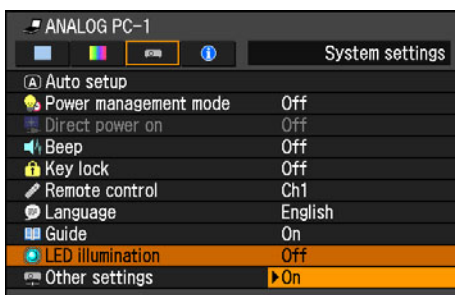 ANALOG PC-1
System settings
A Auto setup
Power management mode Off
Direct power on Off
Beep Off
Key lock Off
Remote control Ch1
Language English
Guide On
LED illumination Off
Other settings On